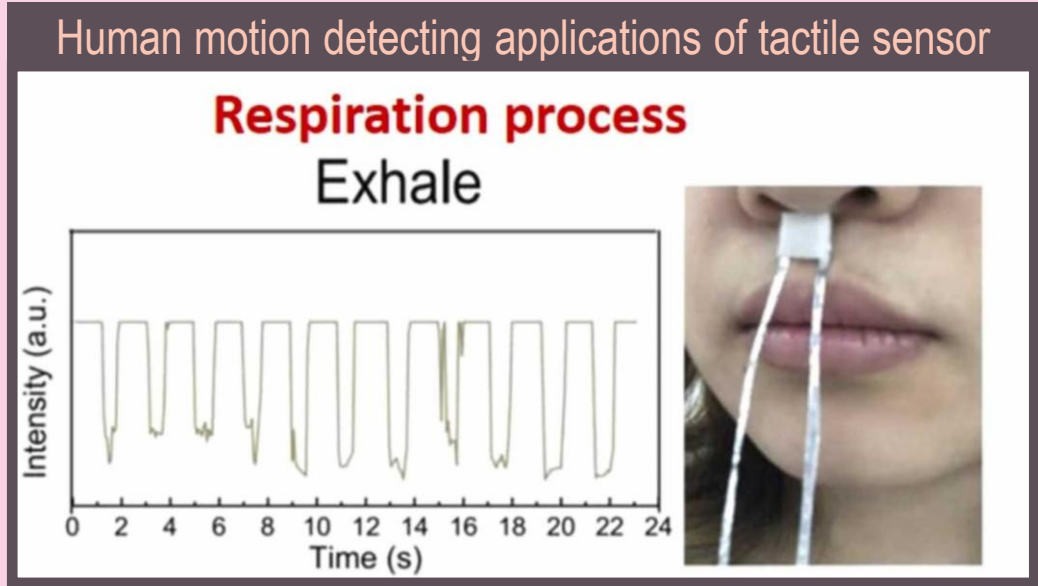 Human motion detecting applications of tactile sensor
Respiration process
Exhale
Intensity (a.u.)
0 2 4 6 8 10 12 14 16 18 20 22 24
Time (s)